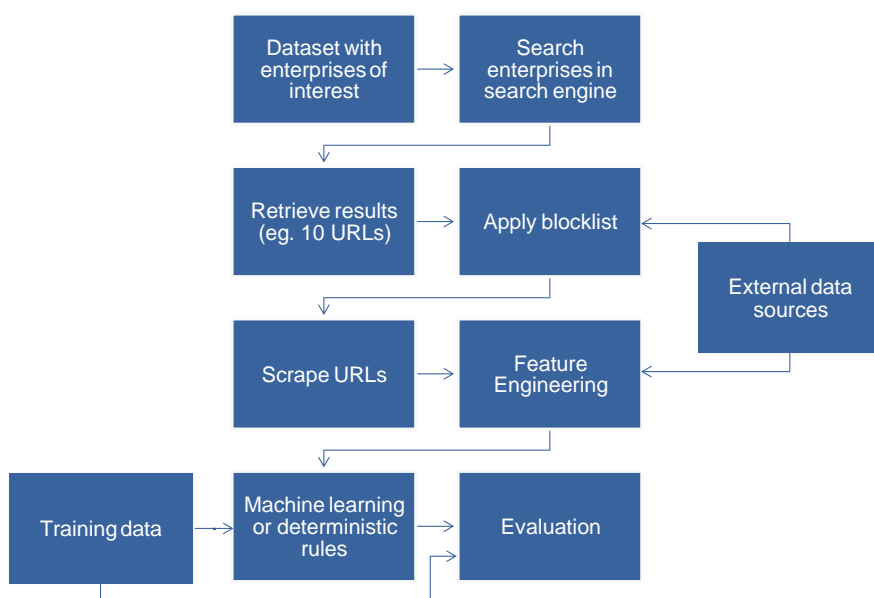 Dataset with
enterprises of
interest
Search
enterprises in
search engine
Retrieve results
(eg. 10 URLs)
Apply blocklist
External data
sources
Scrape URLs
Feature
Engineering
Training data
Machine learning
or deterministic
rules
Evaluation